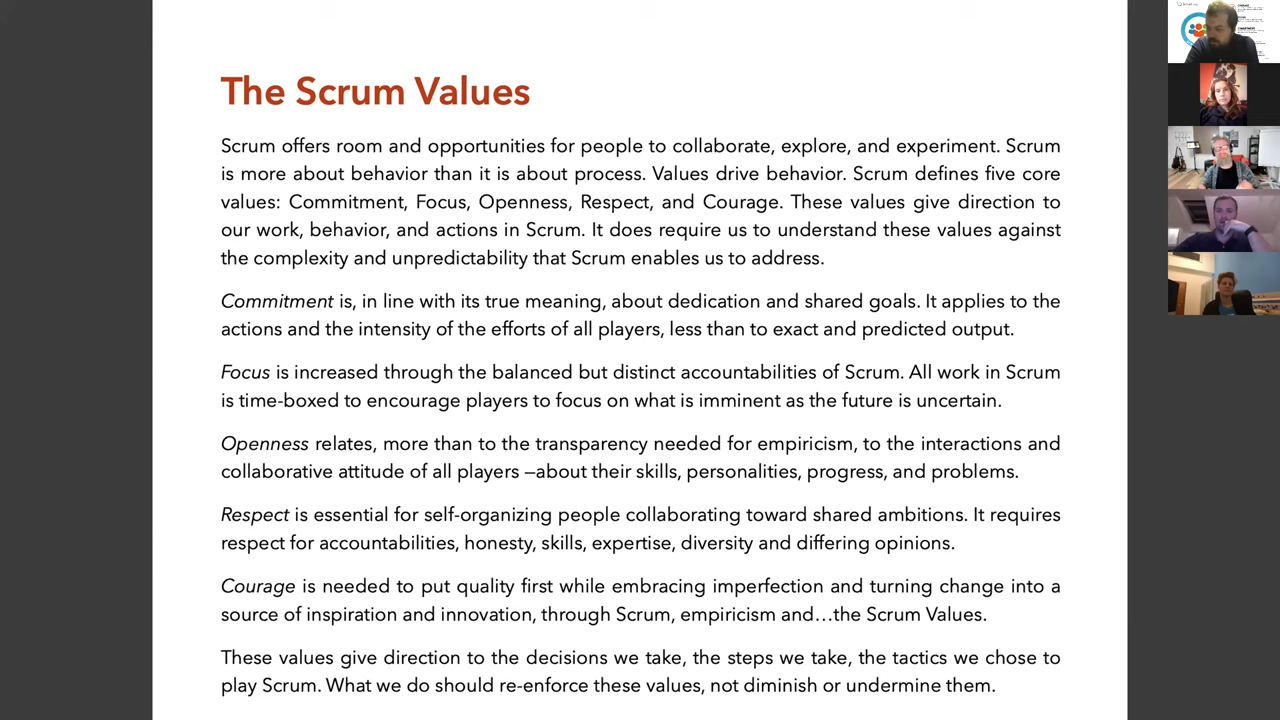 The Scrum Values
Scrum offers room and opportunities for people to collaborate, explore, and experiment. Scrum
is more about behavior than it is about process. Values drive behavior. Scrum defines five core
values: Commitment, Focus, Openness, Respect, and Courage. These values give direction to
our work, behavior, and actions in Scrum. It does require us to understand these values against
the complexity and unpredictability that Scrum enables us to address.
Commitment is, in line with its true meaning, about dedication and shared goals. It applies to the
actions and the intensity of the efforts of all players, less than to exact and predicted output.
Focus is increased through the balanced but distinct accountabilities of Scrum. All work in Scrum
is time-boxed to encourage players to focus on what is imminent as the future is uncertain.
Openness relates, more than to the transparency needed for empiricism, to the interactions and
collaborative attitude of all players –about their skills, personalities, progress, and problems.
Respect is essential for self-organizing people collaborating toward shared ambitions. It requires
respect for accountabilities, honesty, skills, expertise, diversity and differing opinions.
Courage is needed to put quality first while embracing imperfection and turning change into a
source of inspiration and innovation, through Scrum, empiricism and…the Scrum Values.
These values give direction to the decisions we take, the steps we take, the tactics we chose to
play Scrum. What we do should re-enforce these values, not diminish or undermine them.